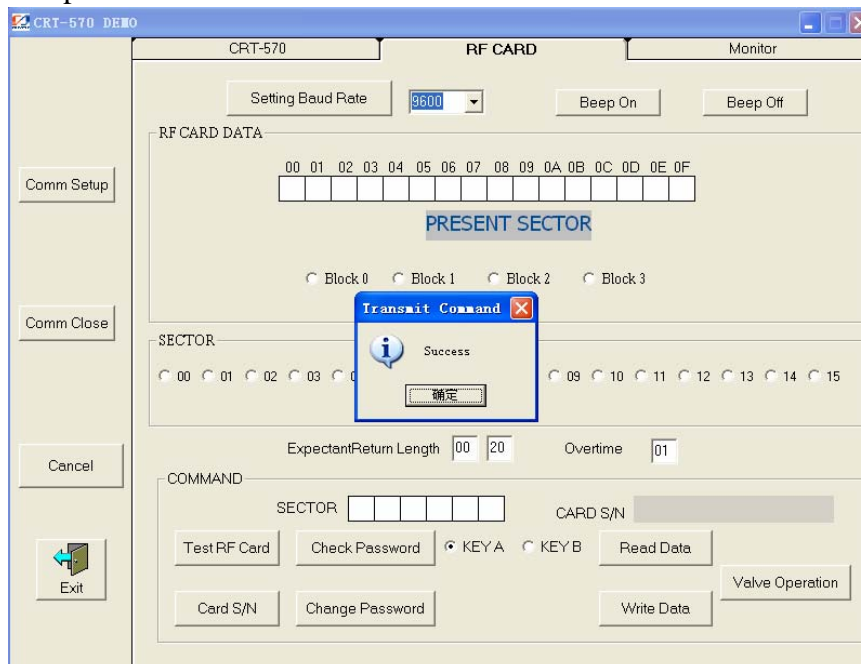 CRT-570 DEMO
CRT-570 RF CARD Monitor
Setting Baud Rate 9600 Beep On Beep Off
RF CARD DATA
00 01 02 03 04 05 06 07 08 09 0A 0B 0C 0D 0E 0F
Comm Setup
PRESENT SECTOR
Block 0 Block 1 Block 2 Block 3
Transmit Command
Comm Close
Success
SECTOR
00 01 02 03 09 10 11 12 13 14 15
确定
ExpectantReturn Length 00 20 Overtime 01
Cancel
COMMAND
SECTOR CARD S/N
Test RF Card Check Password KEY A KEY B Read Data
Exit
Valve Operation
Card S/N Change Password Write Data